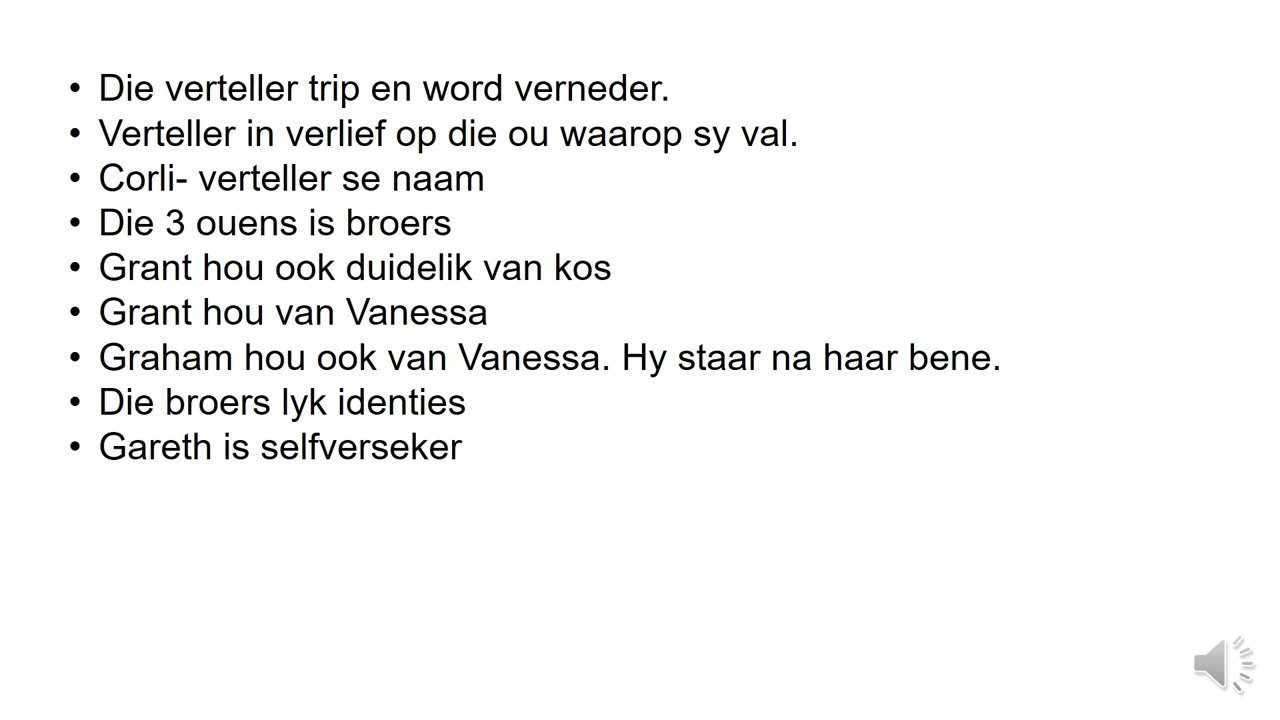 • Die verteller trip en word verneder.
• Verteller in verlief op die ou waarop sy val.
• Corli- verteller se naam
• Die 3 ouens is broers
• Grant hou ook duidelik van kos
• Grant hou van Vanessa
• Graham hou ook van Vanessa. Hy staar na haar bene.
• Die broers lyk identies
• Gareth is selfverseker